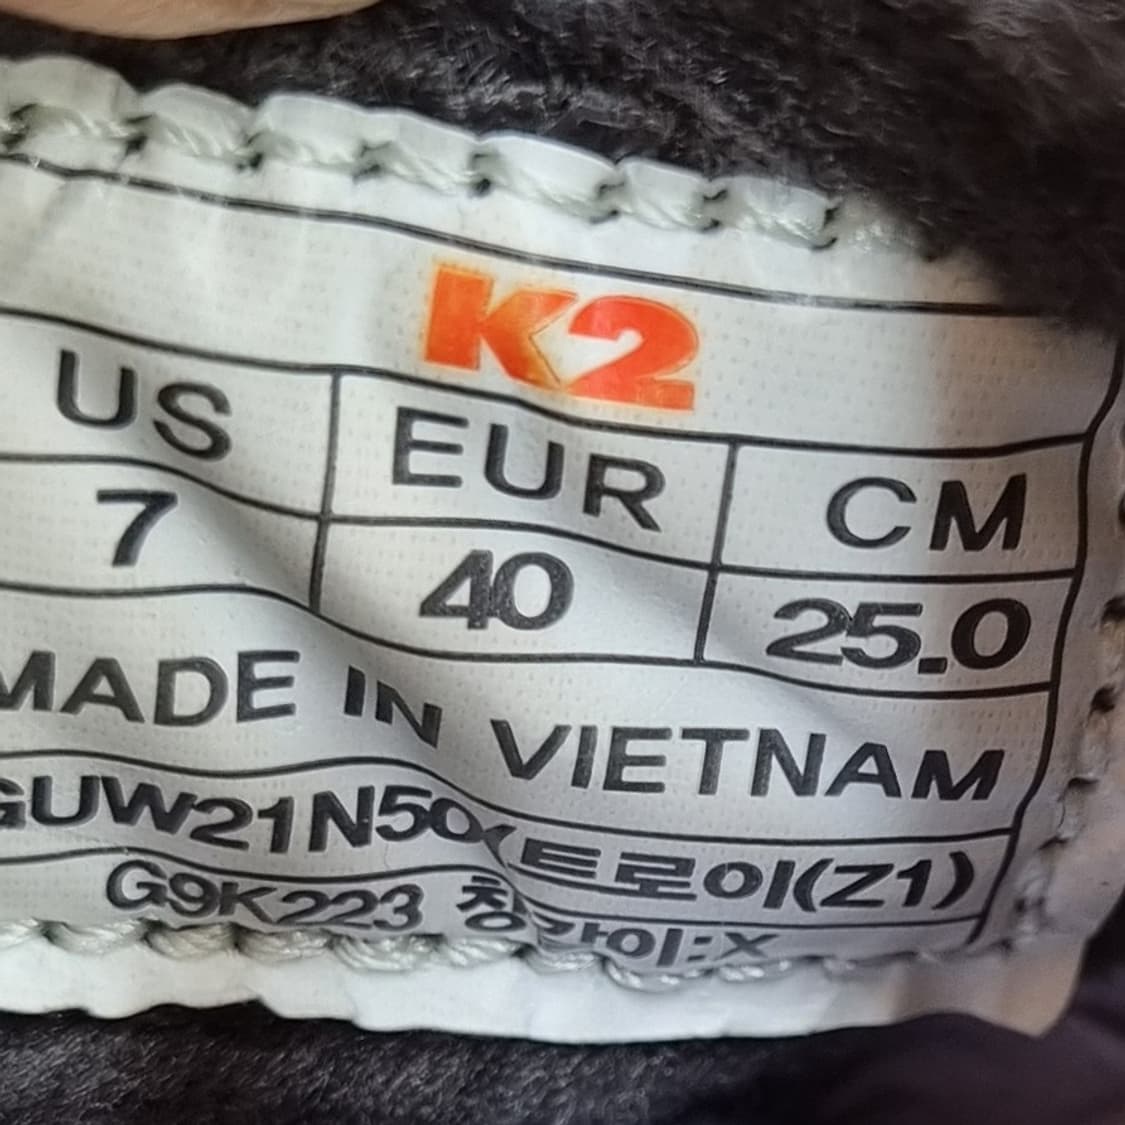 K2
US EUR CM
7 40 25.0
MADE IN VIETNAM
GUW21N50 트로이(Z1)
G9K223 창갈이:X